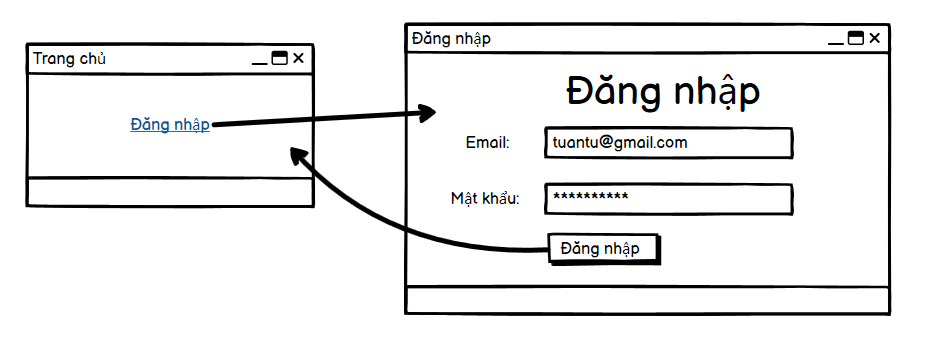 Trang chủ
Đăng nhập
Đăng nhập
Đăng nhập
Email:
tuantu@gmail.com
Mật khẩu:
**********
Đăng nhập